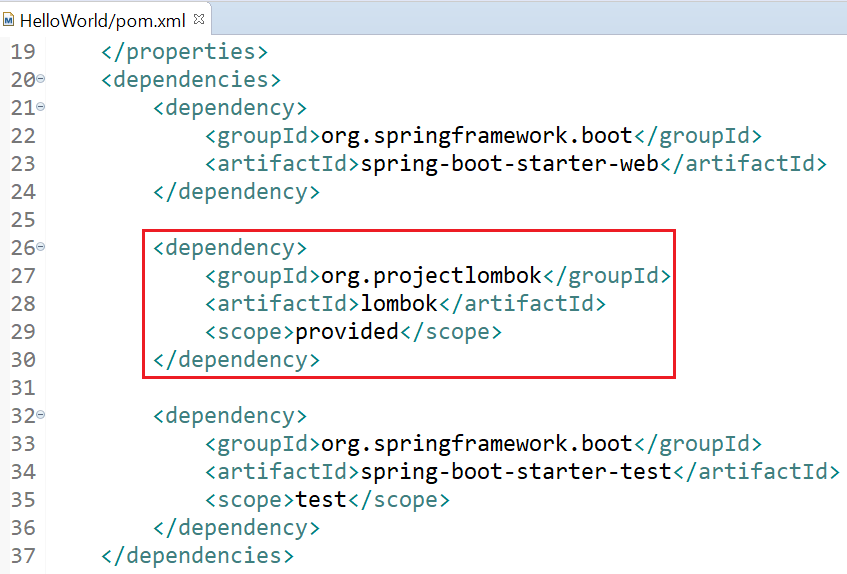 HelloWorld/pom.xml
19 </properties>
20 <dependencies>
21 <dependency>
22 <groupId>org.springframework.boot</groupId>
23 <artifactId>spring-boot-starter-web</artifactId>
24 </dependency>
25
26 <dependency>
27 <groupId>org.projectlombok</groupId>
28 <artifactId>lombok</artifactId>
29 <scope>provided</scope>
30 </dependency>
31
32 <dependency>
33 <groupId>org.springframework.boot</groupId>
34 <artifactId>spring-boot-starter-test</artifactId>
35 <scope>test</scope>
36 </dependency>
37 </dependencies>